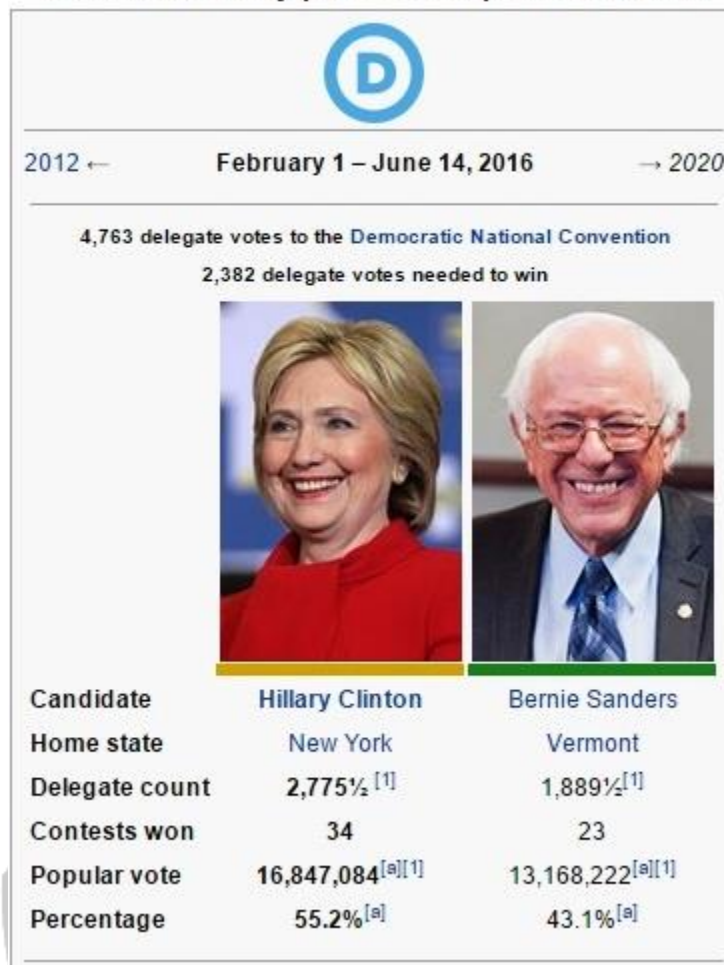 D
2012 ← February 1 – June 14, 2016 → 2020
4,763 delegate votes to the Democratic National Convention
2,382 delegate votes needed to win
Candidate Hillary Clinton Bernie Sanders
Home state New York Vermont
Delegate count 2,775½ [1] 1,889½[1]
Contests won 34 23
Popular vote 16,847,084[a][1] 13,168,222[a][1]
Percentage 55.2%[a] 43.1%[a]